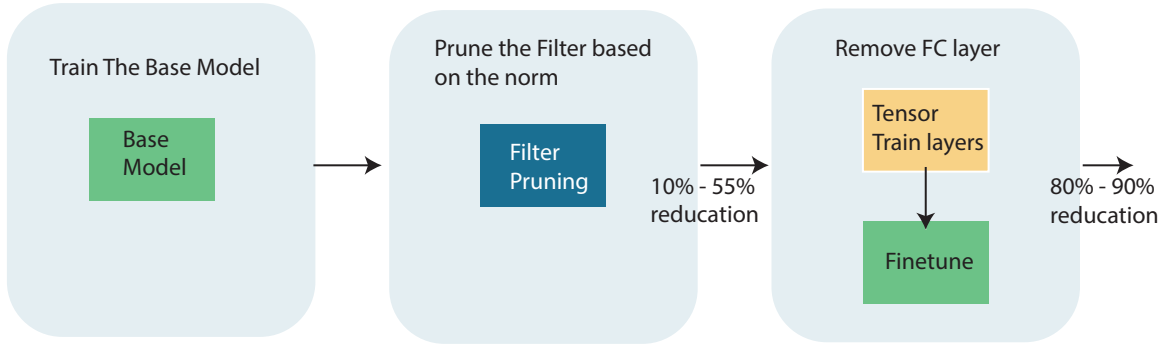 Train The Base Model
Base
Model
Prune the Filter based
on the norm
Filter
Pruning
10% - 55%
reducation
Remove FC layer
Tensor
Train layers
Finetune
80% - 90%
reducation